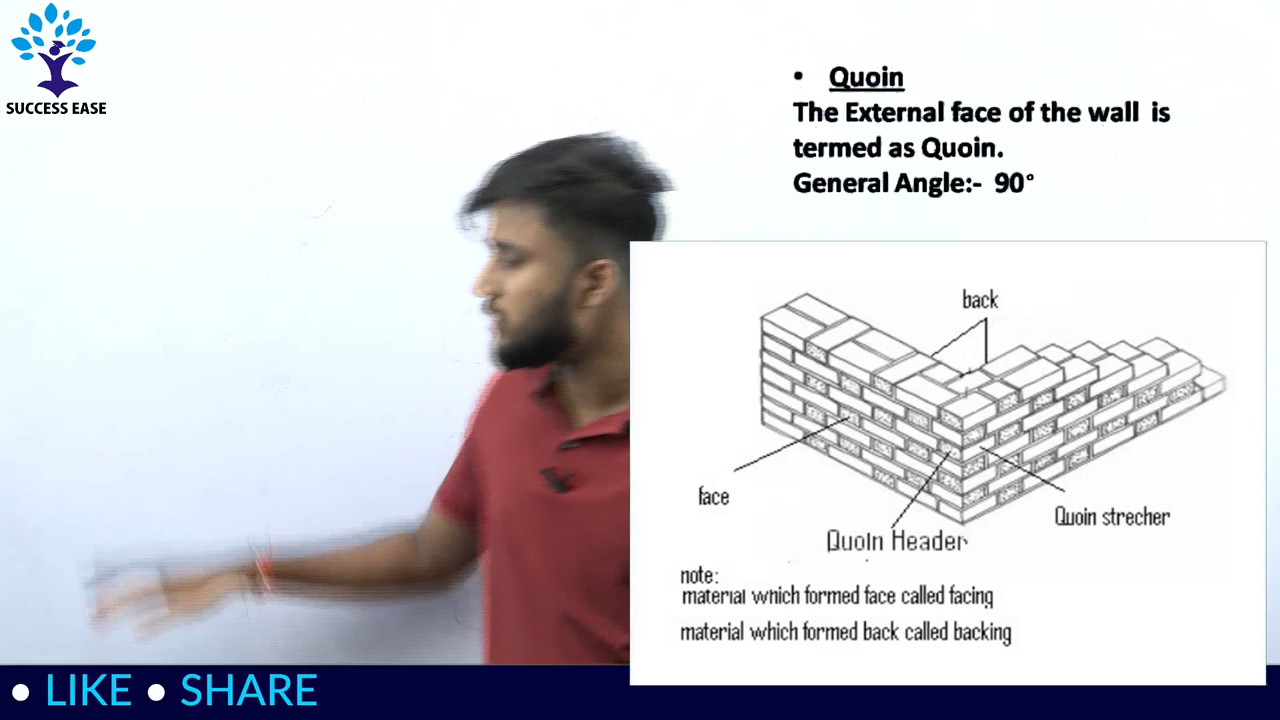 SUCCESS EASE
• Quoin
The External face of the wall is
termed as Quoin.
General Angle:- 90°
back
face
Quoin strecher
Quoin Header
note:
material which formed face called facing
material which formed back called backing
• LIKE • SHARE